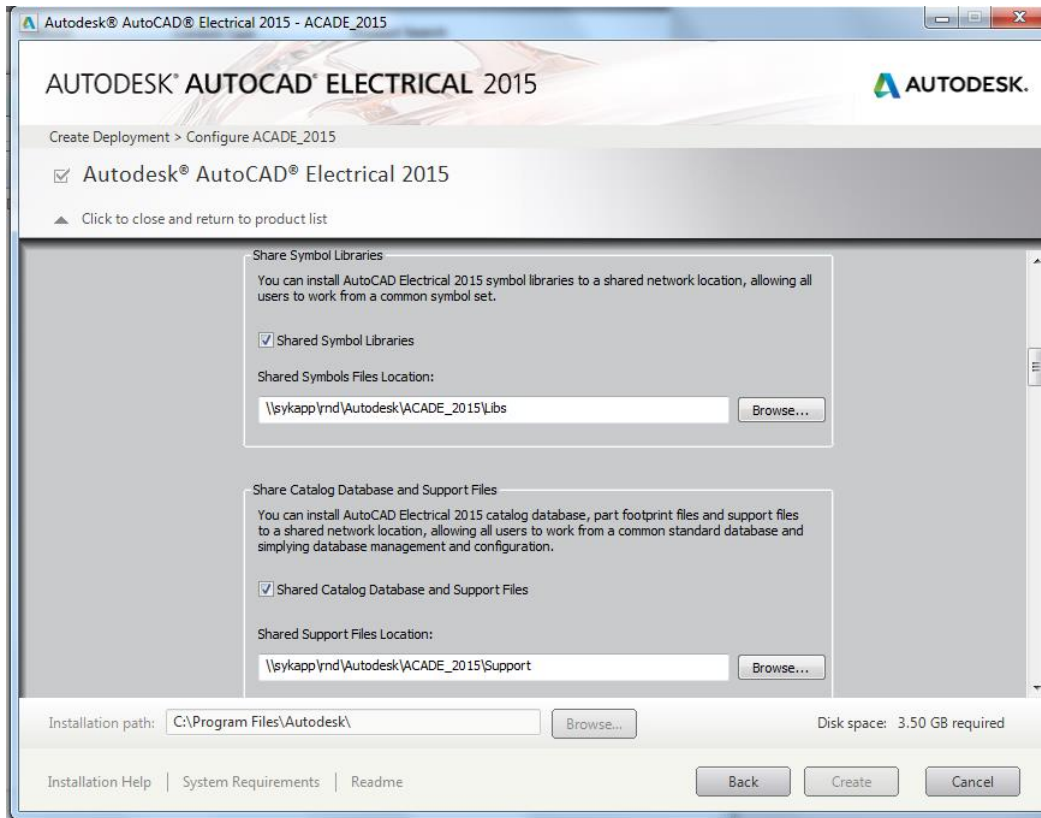 Autodesk® AutoCAD® Electrical 2015 - ACADE_2015
AUTODESK® AUTOCAD® ELECTRICAL 2015
AUTODESK.
Create Deployment > Configure ACADE_2015
Autodesk® AutoCAD® Electrical 2015
Click to close and return to product list
Share Symbol Libraries
You can install AutoCAD Electrical 2015 symbol libraries to a shared network location, allowing all
users to work from a common symbol set.
Shared Symbol Libraries
Shared Symbols Files Location:
\\sykapp\rnd\Autodesk\ACADE_2015\Libs
Browse...
Share Catalog Database and Support Files
You can install AutoCAD Electrical 2015 catalog database, part footprint files and support files
to a shared network location, allowing all users to work from a common standard database and
simplying database management and configuration.
Shared Catalog Database and Support Files
Shared Support Files Location:
\\sykapp\rnd\Autodesk\ACADE_2015\Support
Browse...
Installation path: C:\Program Files\Autodesk\ Browse... Disk space: 3.50 GB required
Installation Help | System Requirements | Readme Back Create Cancel